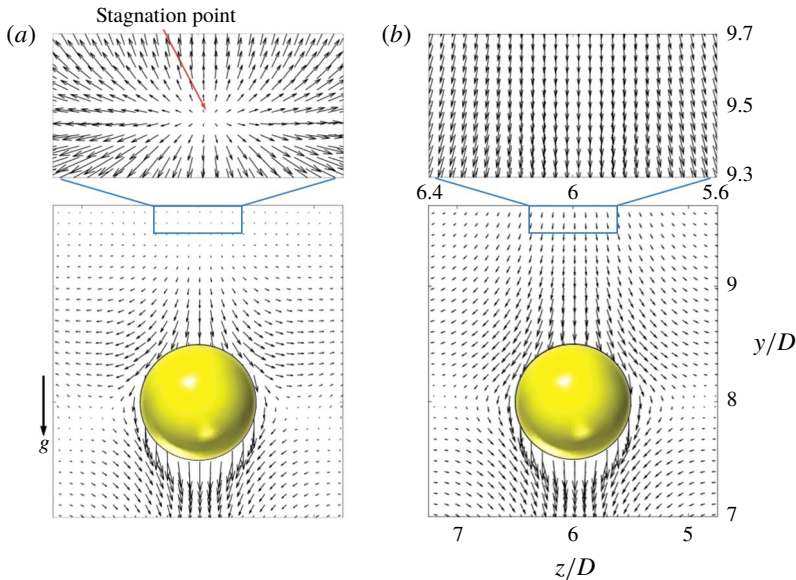 Stagnation point
(a)
(b)
9.7
9.5
9.3
6.4 6 5.6
9
y/D
8
g
7
7 6 5
z/D